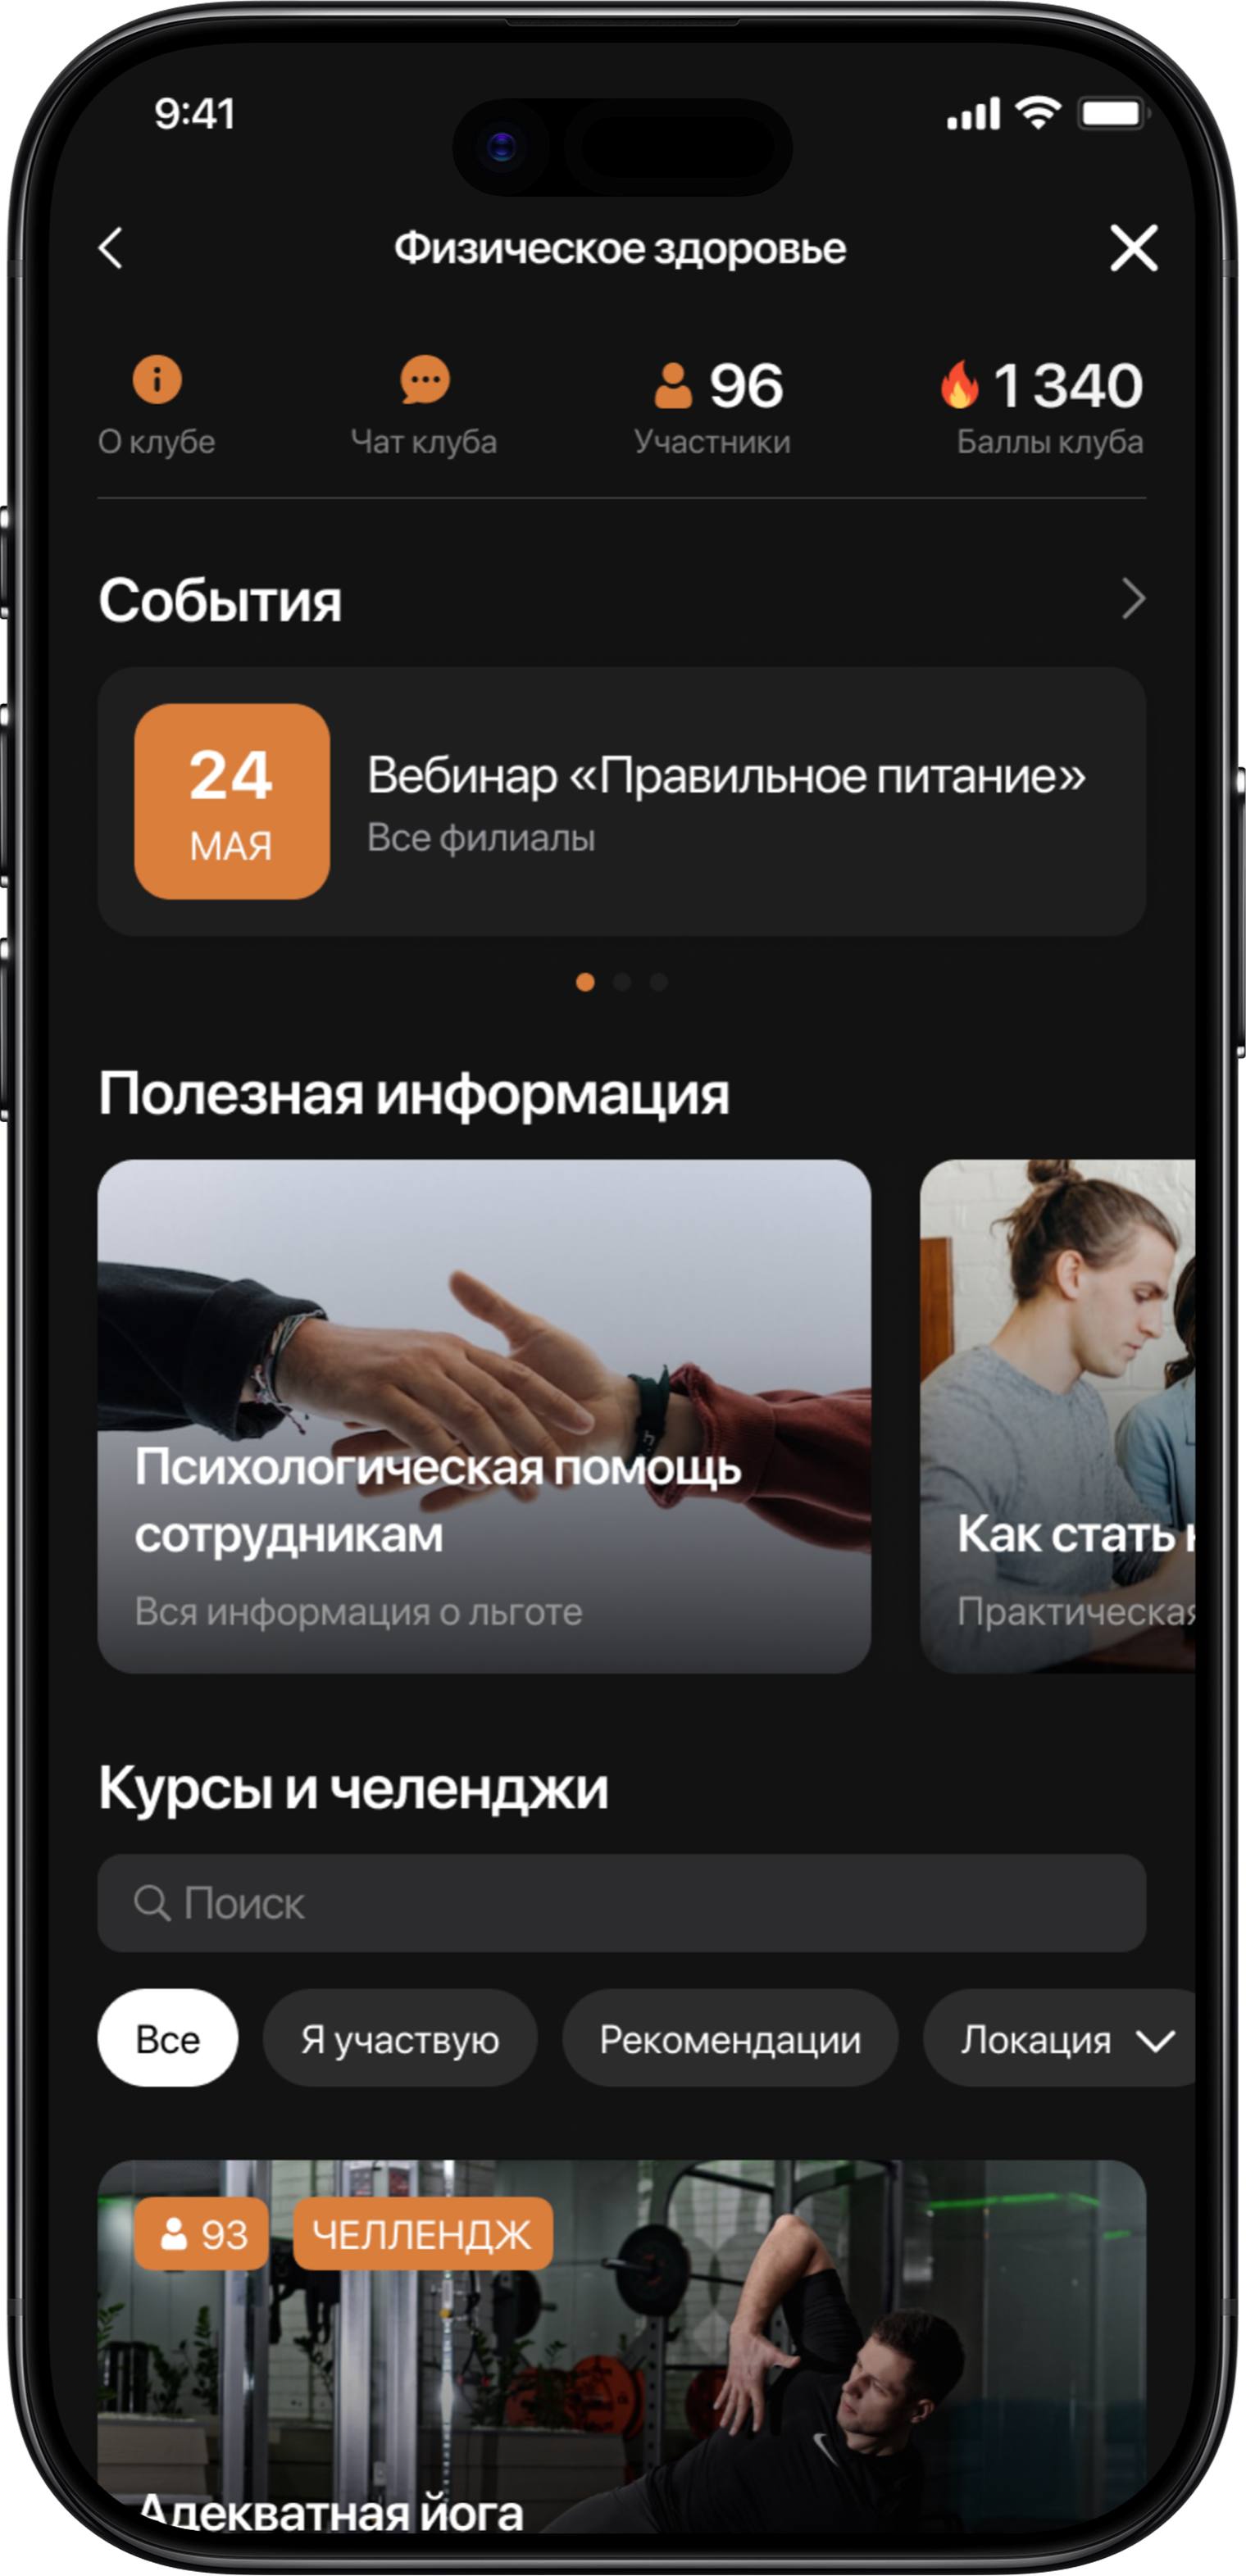 9:41
Физическое здоровье
96
1 340
О клубе
Чат клуба
Участники
Баллы клуба
События
24
МАЯ
Вебинар «Правильное питание»
Все филиалы
Полезная информация
Психологическая помощь
сотрудникам
Вся информация о льготе
Как стать
Практическая
Курсы и челенджи
Поиск
Все
Я участвую
Рекомендации
Локация
93
ЧЕЛЛЕНДЖ
Адекватная йога